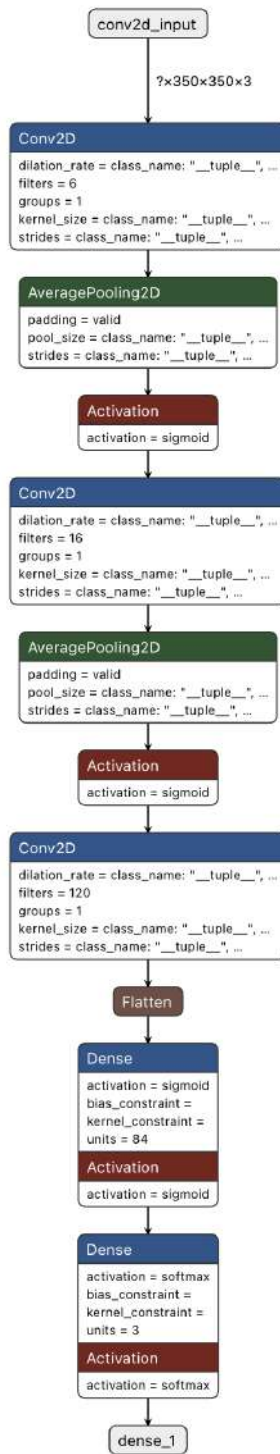 conv2d_input
?×350×350×3
Conv2D
dilation_rate = class_name: "__tuple__", ...
filters = 6
groups = 1
kernel_size = class_name: "__tuple__", ...
strides = class_name: "__tuple__", ...
AveragePooling2D
padding = valid
pool_size = class_name: "__tuple__", ...
strides = class_name: "__tuple__", ...
Activation
activation = sigmoid
Conv2D
dilation_rate = class_name: "__tuple__", ...
filters = 16
groups = 1
kernel_size = class_name: "__tuple__", ...
strides = class_name: "__tuple__", ...
AveragePooling2D
padding = valid
pool_size = class_name: "__tuple__", ...
strides = class_name: "__tuple__", ...
Activation
activation = sigmoid
Conv2D
dilation_rate = class_name: "__tuple__", ...
filters = 120
groups = 1
kernel_size = class_name: "__tuple__", ...
strides = class_name: "__tuple__", ...
Flatten
Dense
activation = sigmoid
bias_constraint =
kernel_constraint =
units = 84
Activation
activation = sigmoid
Dense
activation = softmax
bias_constraint =
kernel_constraint =
units = 3
Activation
activation = softmax
dense_1